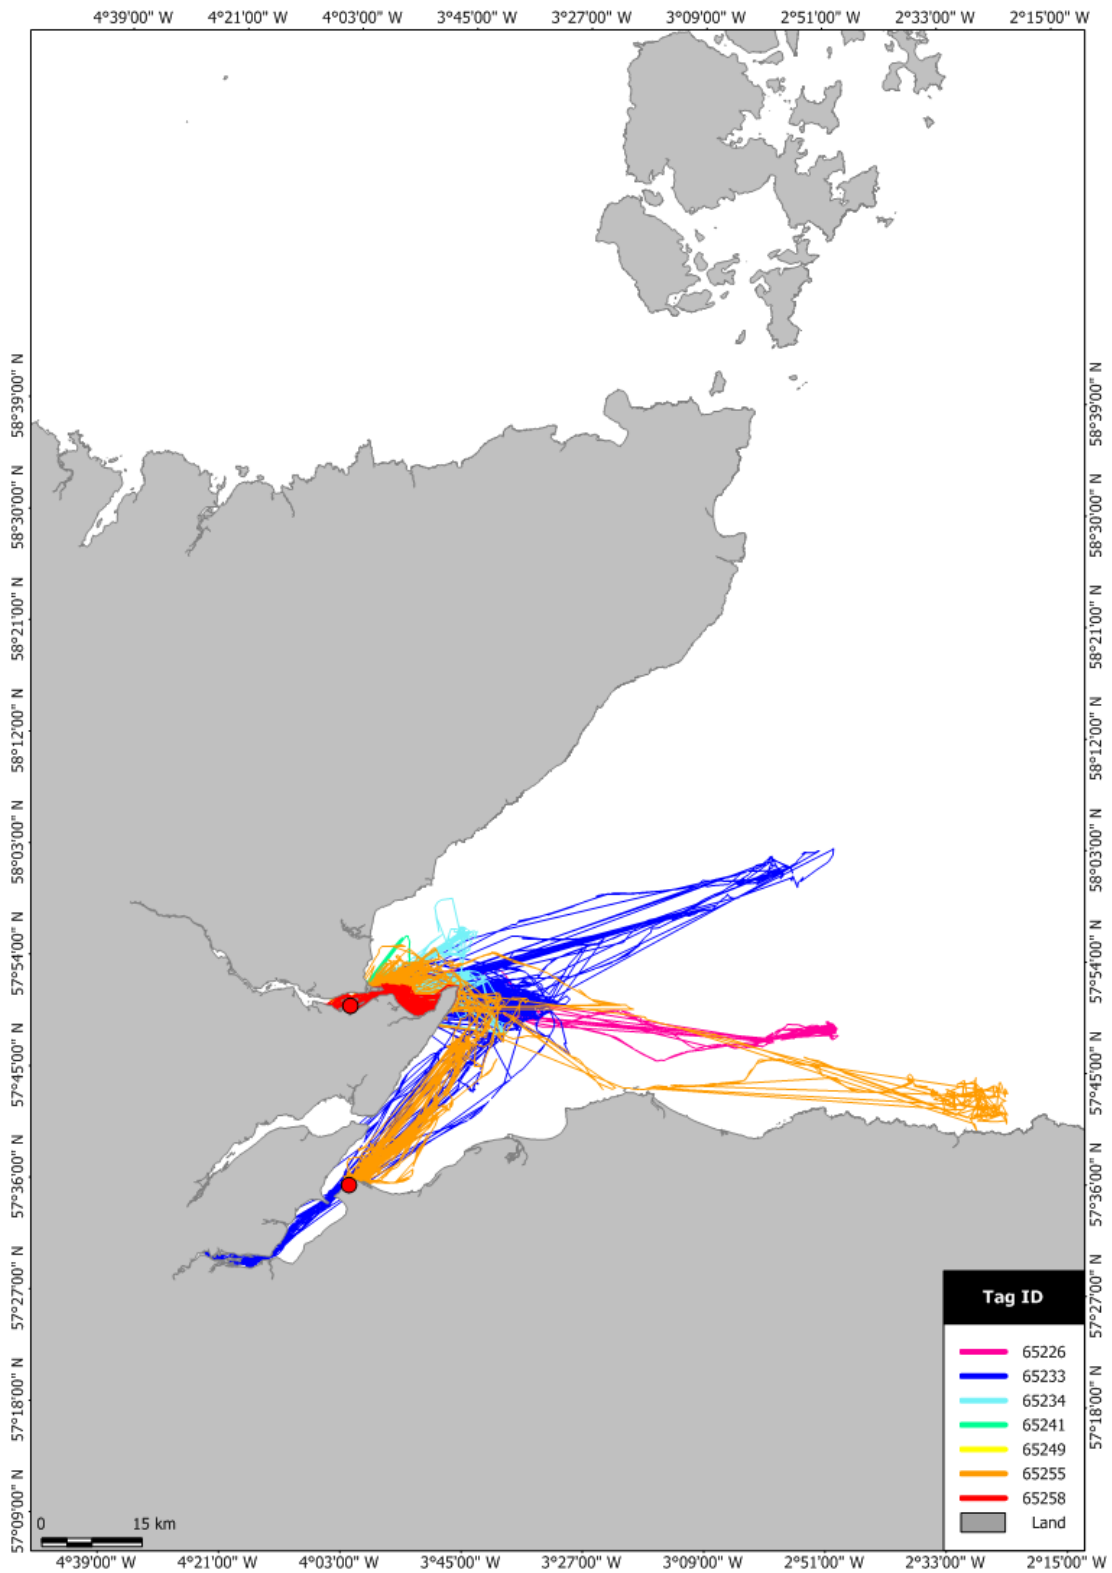 4°39'00" W 4°21'00" W 4°03'00" W 3°45'00" W 3°27'00" W 3°09'00" W 2°51'00" W 2°33'00" W 2°15'00" W
58°39'00" N 58°39'00" N
58°30'00" N 58°30'00" N
58°21'00" N 58°21'00" N
58°12'00" N 58°12'00" N
58°03'00" N 58°03'00" N
57°54'00" N 57°54'00" N
57°45'00" N 57°45'00" N
57°36'00" N 57°36'00" N
57°27'00" N 57°27'00" N
57°18'00" N 57°18'00" N
57°09'00" N
Tag ID
65226
65233
65234
65241
65249
65255
65258
Land
0 15 km
4°39'00" W 4°21'00" W 4°03'00" W 3°45'00" W 3°27'00" W 3°09'00" W 2°51'00" W 2°33'00" W 2°15'00" W